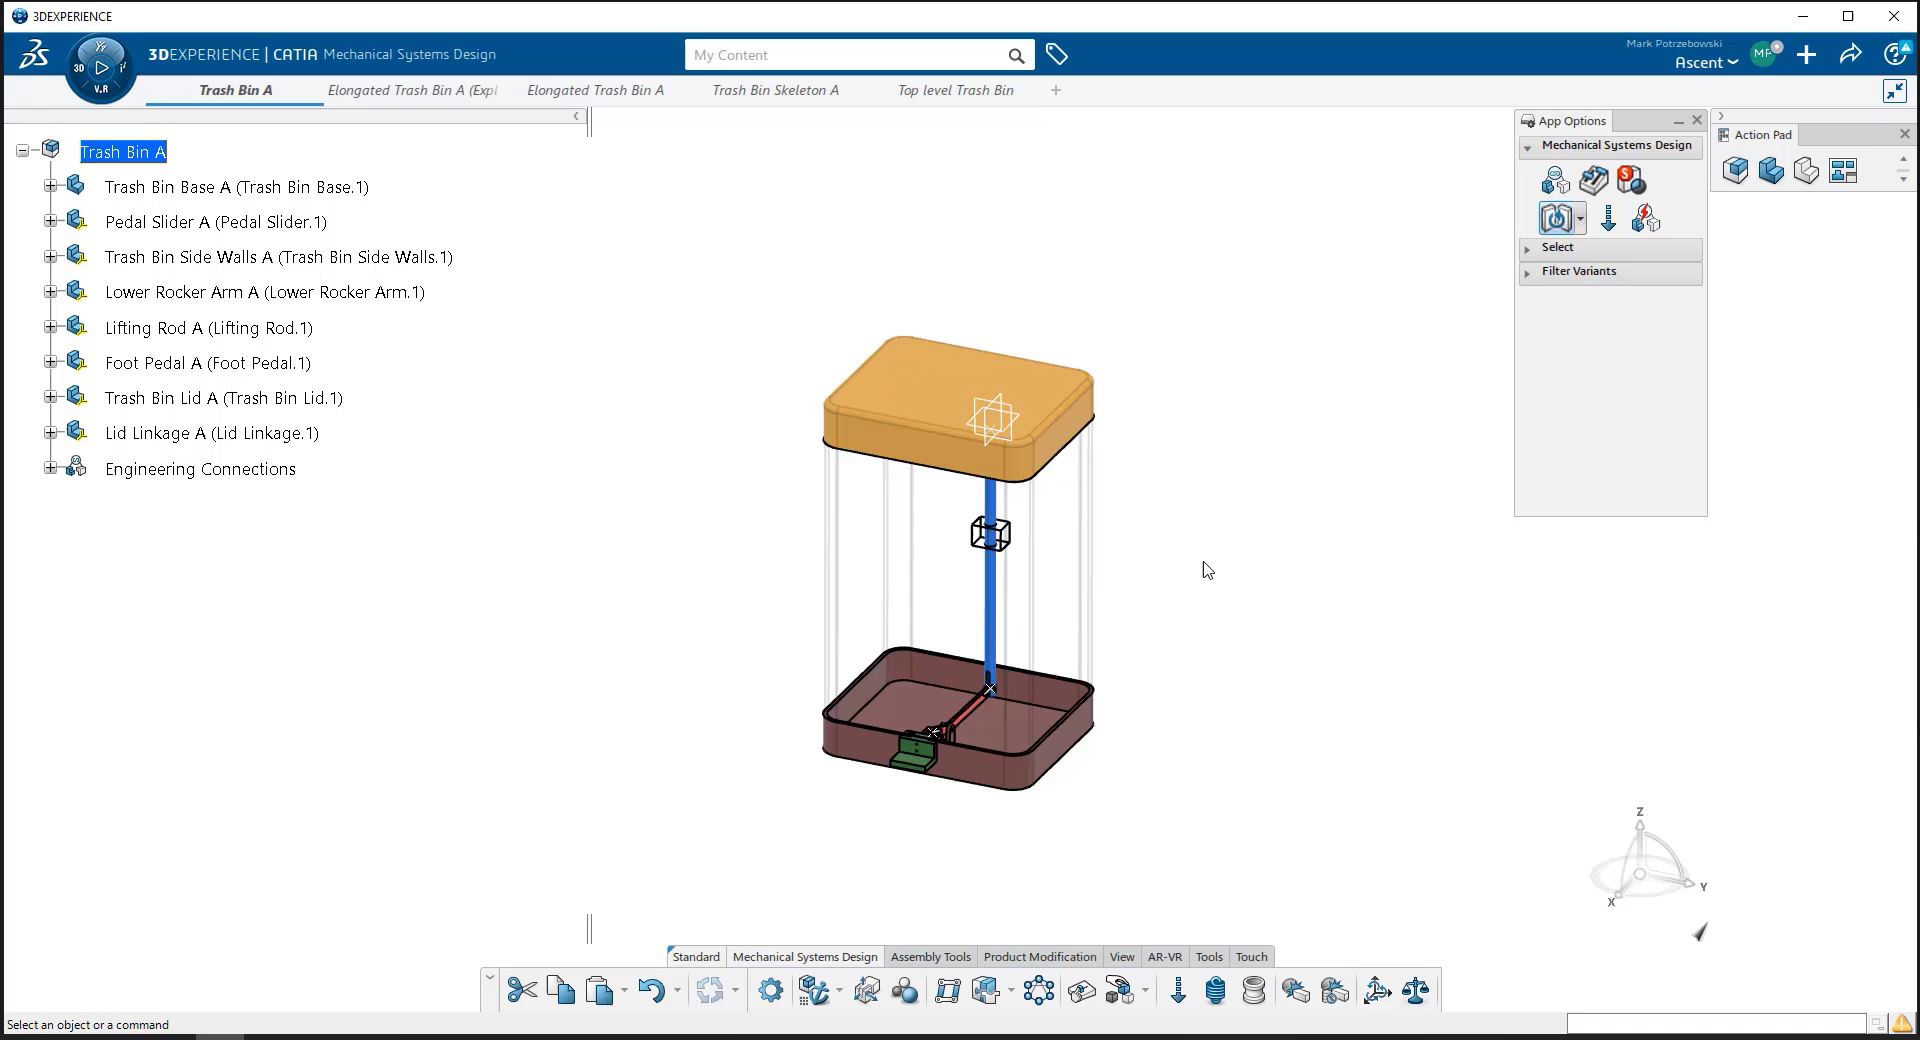 3DEXPERIENCE
3DEXPERIENCE | CATIA Mechanical Systems Design
My Content
Mark Potrzebowski
Ascent
MP
3D
V.R
Trash Bin A
Elongated Trash Bin A (Expl
Elongated Trash Bin A
Trash Bin Skeleton A
Top level Trash Bin
Trash Bin A
Trash Bin Base A (Trash Bin Base.1)
Pedal Slider A (Pedal Slider.1)
Trash Bin Side Walls A (Trash Bin Side Walls.1)
Lower Rocker Arm A (Lower Rocker Arm.1)
Lifting Rod A (Lifting Rod.1)
Foot Pedal A (Foot Pedal.1)
Trash Bin Lid A (Trash Bin Lid.1)
Lid Linkage A (Lid Linkage.1)
Engineering Connections
App Options
Mechanical Systems Design
Select
Filter Variants
Action Pad
Z
Y
X
Standard
Mechanical Systems Design
Assembly Tools
Product Modification
View
AR-VR
Tools
Touch
Select an object or a command